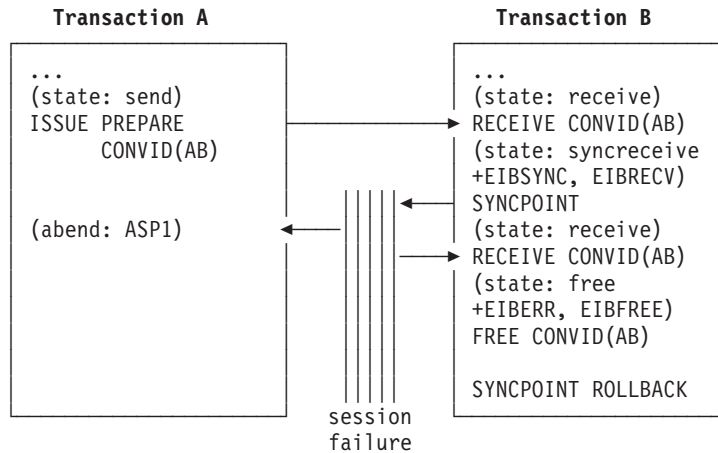 Transaction A
Transaction B
...
(state: send)
ISSUE PREPARE
CONVID(AB)
(abend: ASP1)
...
(state: receive)
RECEIVE CONVID(AB)
(state: syncreceive
+EIBSYNC, EIBRECV)
SYNCPOINT
(state: receive)
RECEIVE CONVID(AB)
(state: free
+EIBERR, EIBFREE)
FREE CONVID(AB)
SYNCPOINT ROLLBACK
session
failure